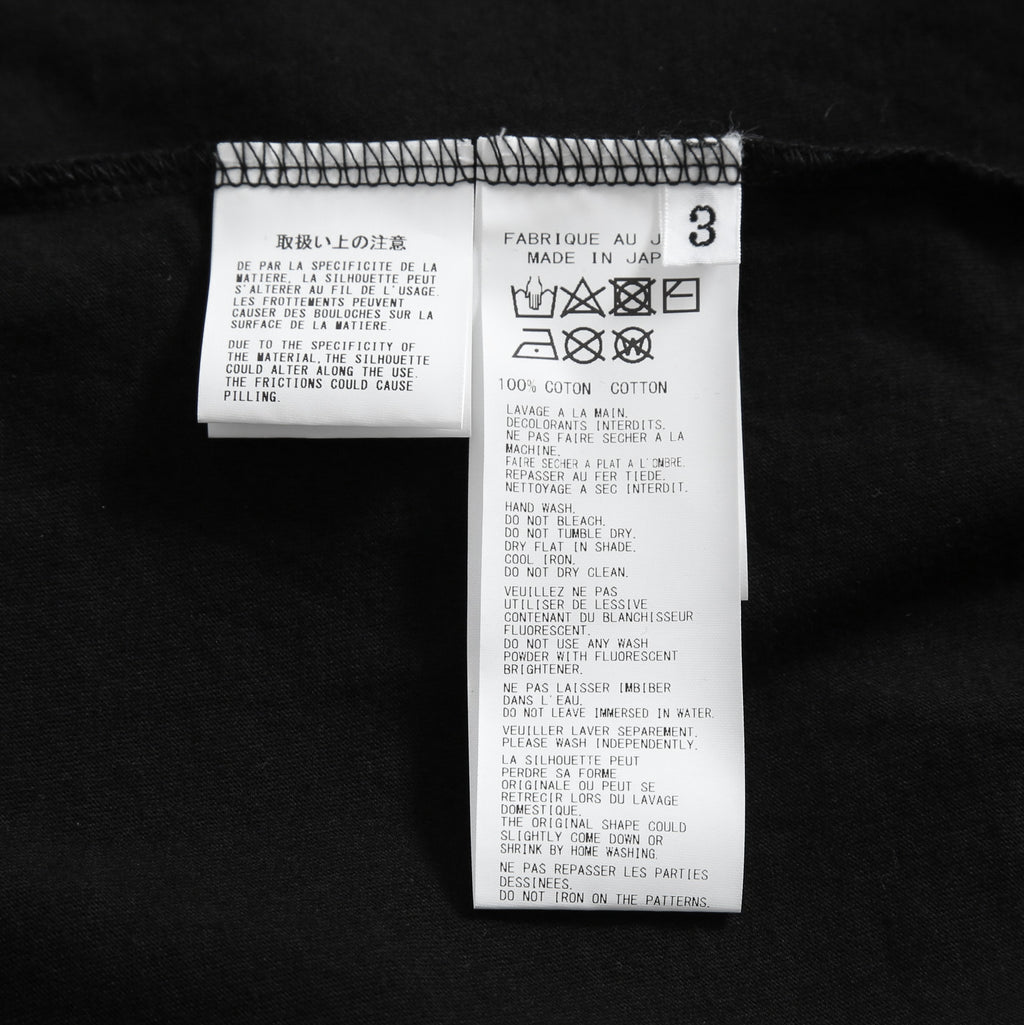 取扱い上の注意
DE PAR LA SPECIFICITE DE LA
MATIERE, LA SILHOUETTE PEUT
S'ALTERER AU FIL DE L'USAGE.
LES FROTTEMENTS PEUVENT
CAUSER DES BOULOCHES SUR LA
SURFACE DE LA MATIERE.
DUE TO THE SPECIFICITY OF
THE MATERIAL, THE SILHOUETTE
COULD ALTER ALONG THE USE.
THE FRICTIONS COULD CAUSE
PILLING.
3
FABRIQUE AU J
MADE IN JAP
100% COTON COTTON
LAVAGE A LA MAIN.
DECOLORANTS INTERDITS.
NE PAS FAIRE SECHER A LA
MACHINE.
FAIRE SECHER A PLAT A L'OMBRE.
REPASSER AU FER TIEDE.
NETTOYAGE A SEC INTERDIT.
HAND WASH.
DO NOT BLEACH.
DO NOT TUMBLE DRY.
DRY FLAT IN SHADE.
COOL IRON.
DO NOT DRY CLEAN.
VEUILLEZ NE PAS
UTILISER DE LESSIVE
CONTENANT DU BLANCHISSEUR
FLUORESCENT.
DO NOT USE ANY WASH
POWDER WITH FLUORESCENT
BRIGHTENER.
NE PAS LAISSER IMBIBER
DANS L'EAU.
DO NOT LEAVE IMMERSED IN WATER.
VEUILLER LAVER SEPAREMENT.
PLEASE WASH INDEPENDENTLY.
LA SILHOUETTE PEUT
PERDRE SA FORME
ORIGINALE OU PEUT SE
RETRECIR LORS DU LAVAGE
DOMESTIQUE.
THE ORIGINAL SHAPE COULD
SLIGHTLY COME DOWN OR
SHRINK BY HOME WASHING.
NE PAS REPASSER LES PARTIES
DESSINEES.
DO NOT IRON ON THE PATTERNS.